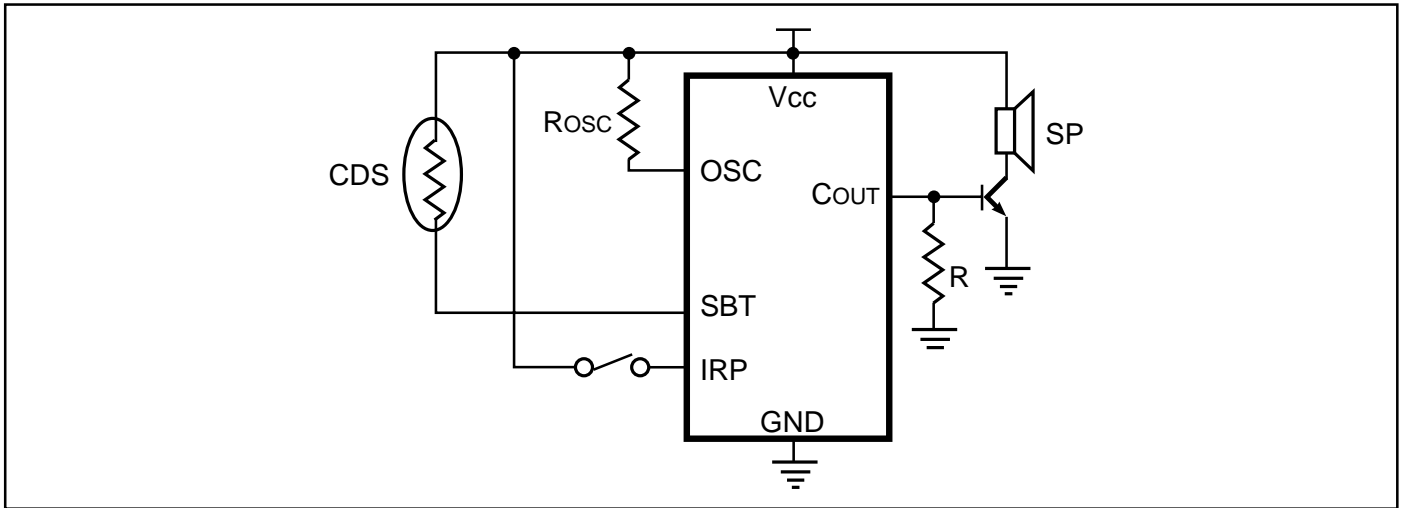 Vcc
ROSC
SP
CDS
OSC
COUT
R
SBT
IRP
GND